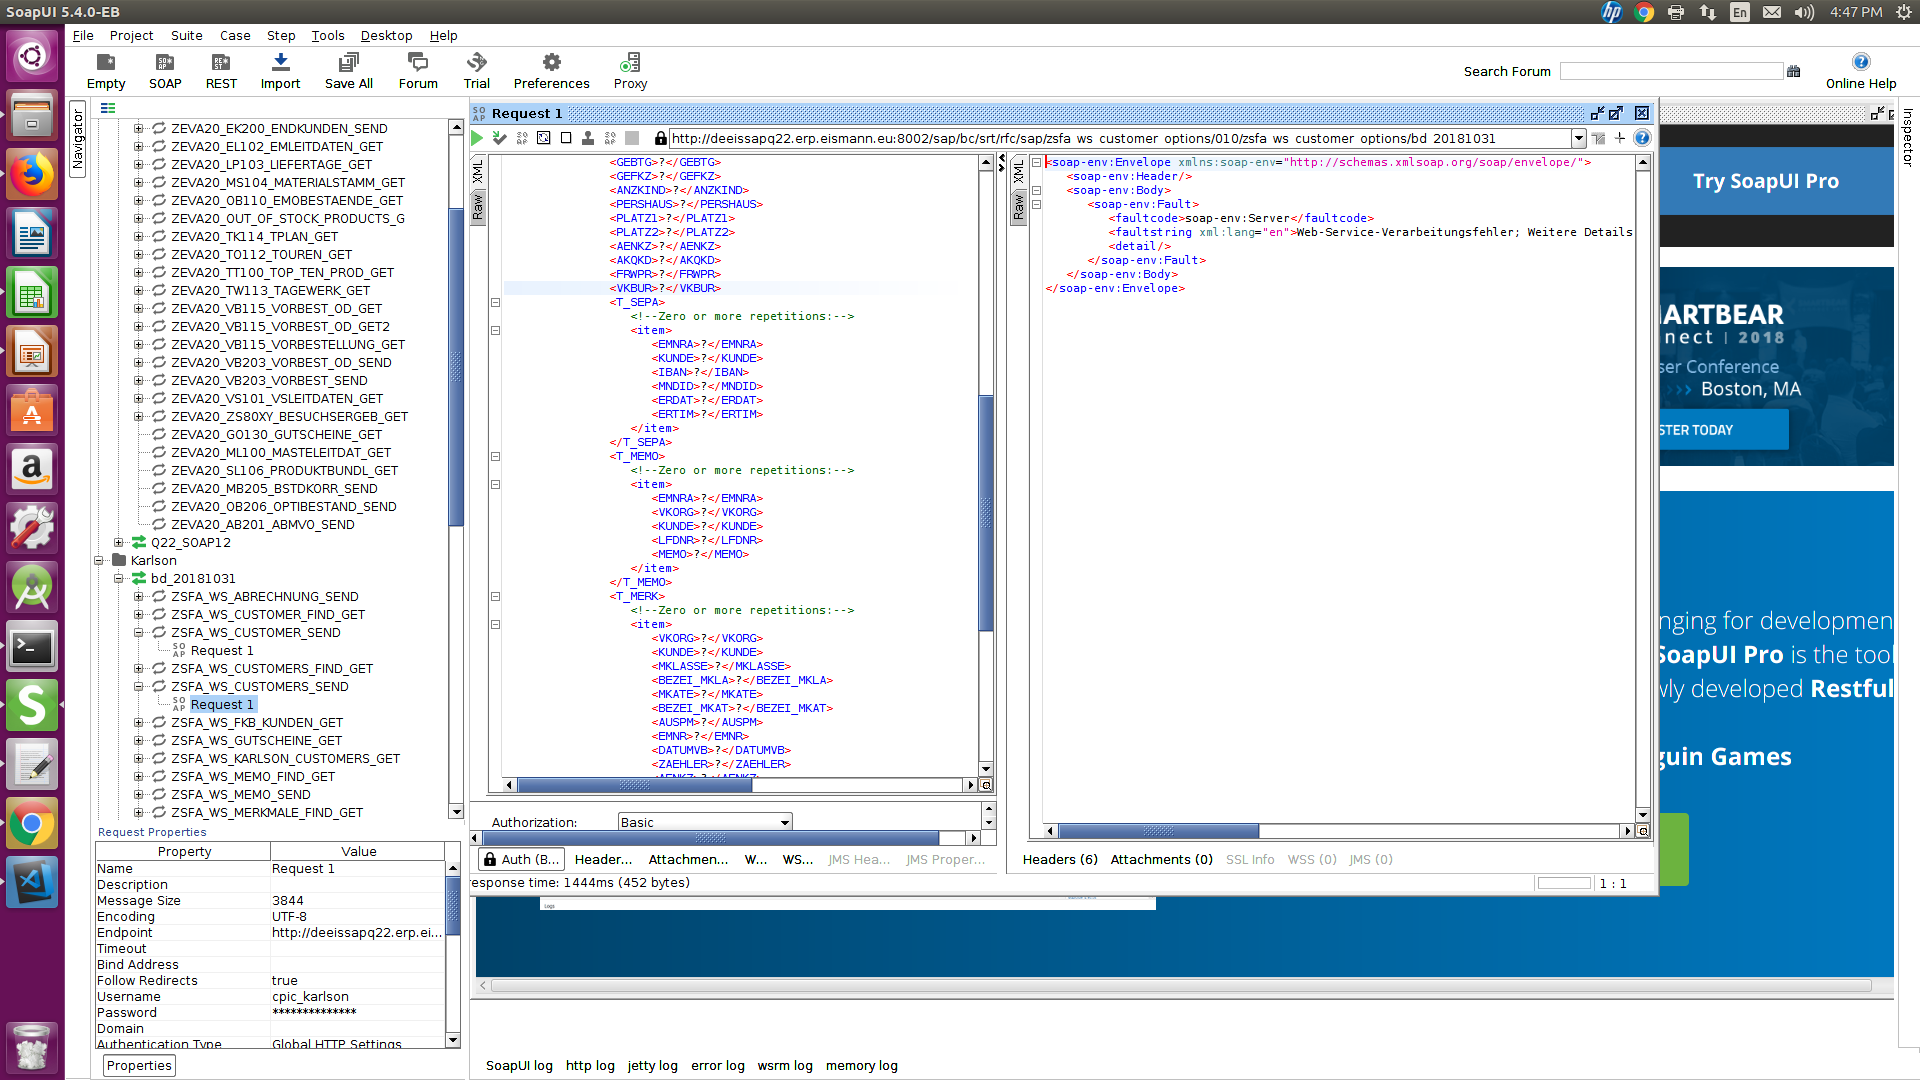 SoapUI 5.4.0-EB
En
4:47 PM
File Project Suite Case Step Tools Desktop Help
Empty SOAP REST Import Save All Forum Trial Preferences Proxy
Search Forum
Online Help
Navigator
Inspector
ZEVA20_EK200_ENDKUNDEN_SEND
ZEVA20_EL102_EMLEITDATEN_GET
ZEVA20_LP103_LIEFERTAGE_GET
ZEVA20_MS104_MATERIALSTAMM_GET
ZEVA20_OB110_EMOBESTAENDE_GET
ZEVA20_OUT_OF_STOCK_PRODUCTS_G
ZEVA20_TK114_TPLAN_GET
ZEVA20_TO112_TOUREN_GET
ZEVA20_TT100_TOP_TEN_PROD_GET
ZEVA20_TW113_TAGEWERK_GET
ZEVA20_VB115_VORBEST_OD_GET
ZEVA20_VB115_VORBEST_OD_GET2
ZEVA20_VB115_VORBESTELLUNG_GET
ZEVA20_VB203_VORBEST_OD_SEND
ZEVA20_VB203_VORBEST_SEND
ZEVA20_VS101_VSLEITDATEN_GET
ZEVA20_ZS80XY_BESUCHSERGEB_GET
ZEVA20_GO130_GUTSCHEINE_GET
ZEVA20_ML100_MASTELEITDAT_GET
ZEVA20_SL106_PRODUKTBUNDL_GET
ZEVA20_MB205_BSTDKORR_SEND
ZEVA20_OB206_OPTIBESTAND_SEND
ZEVA20_AB201_ABMVO_SEND
Q22_SOAP12
Karlson
bd_20181031
ZSFA_WS_ABRECHNUNG_SEND
ZSFA_WS_CUSTOMER_FIND_GET
ZSFA_WS_CUSTOMER_SEND
Request 1
ZSFA_WS_CUSTOMERS_FIND_GET
ZSFA_WS_CUSTOMERS_SEND
Request 1
ZSFA_WS_FKB_KUNDEN_GET
ZSFA_WS_GUTSCHEINE_GET
ZSFA_WS_KARLSON_CUSTOMERS_GET
ZSFA_WS_MEMO_FIND_GET
ZSFA_WS_MEMO_SEND
ZSFA_WS_MERKMALE_FIND_GET
Request Properties
Property Value
Name Request 1
Description
Message Size 3844
Encoding UTF-8
Endpoint http://deeissapq22.erp.ei...
Timeout
Bind Address
Follow Redirects true
Username cpic_karlson
Password **************
Domain
Authentication Type Global HTTP Settings
Properties
Request 1
http://deeissapq22.erp.eismann.eu:8002/sap/bc/srt/rfc/sap/zsfa_ws_customer_options/010/zsfa_ws_customer_options/bd_20181031
XML
Raw
<GEBTG>?</GEBTG>
<GEFKZ>?</GEFKZ>
<ANZKIND>?</ANZKIND>
<PERSHAUS>?</PERSHAUS>
<PLATZ1>?</PLATZ1>
<PLATZ2>?</PLATZ2>
<AENKZ>?</AENKZ>
<AKQKD>?</AKQKD>
<FRWPR>?</FRWPR>
<VKBUR>?</VKBUR>
<T_SEPA>
<!--Zero or more repetitions:-->
<item>
<EMNRA>?</EMNRA>
<KUNDE>?</KUNDE>
<IBAN>?</IBAN>
<MNDID>?</MNDID>
<ERDAT>?</ERDAT>
<ERTIM>?</ERTIM>
</item>
</T_SEPA>
<T_MEMO>
<!--Zero or more repetitions:-->
<item>
<EMNRA>?</EMNRA>
<VKORG>?</VKORG>
<KUNDE>?</KUNDE>
<LFDNR>?</LFDNR>
<MEMO>?</MEMO>
</item>
</T_MEMO>
<T_MERK>
<!--Zero or more repetitions:-->
<item>
<VKORG>?</VKORG>
<KUNDE>?</KUNDE>
<MKLASSE>?</MKLASSE>
<BEZEI_MKLA>?</BEZEI_MKLA>
<MKATE>?</MKATE>
<BEZEI_MKAT>?</BEZEI_MKAT>
<AUSPM>?</AUSPM>
<EMNR>?</EMNR>
<DATUMVB>?</DATUMVB>
<ZAEHLER>?</ZAEHLER>
<AENKZ>?</AENKZ>
Authorization: Basic
Auth (B... Header... Attachmen... W... WS... JMS Hea... JMS Proper...
esponse time: 1444ms (452 bytes)
XML
Raw
<soap-env:Envelope xmlns:soap-env="http://schemas.xmlsoap.org/soap/envelope/">
<soap-env:Header/>
<soap-env:Body>
<soap-env:Fault>
<faultcode>soap-env:Server</faultcode>
<faultstring xml:lang="en">Web-Service-Verarbeitungsfehler; Weitere Details
<detail/>
</soap-env:Fault>
</soap-env:Body>
</soap-env:Envelope>
Headers (6) Attachments (0) SSL Info WSS (0) JMS (0)
1 : 1
Try SoapUI Pro
MARTBEAR
nnect | 2018
ser Conference
>>> Boston, MA
STER TODAY
nging for developmen
SoapUI Pro is the tool
wly developed Restful
guin Games
Logs
SoapUI log http log jetty log error log wsrm log memory log